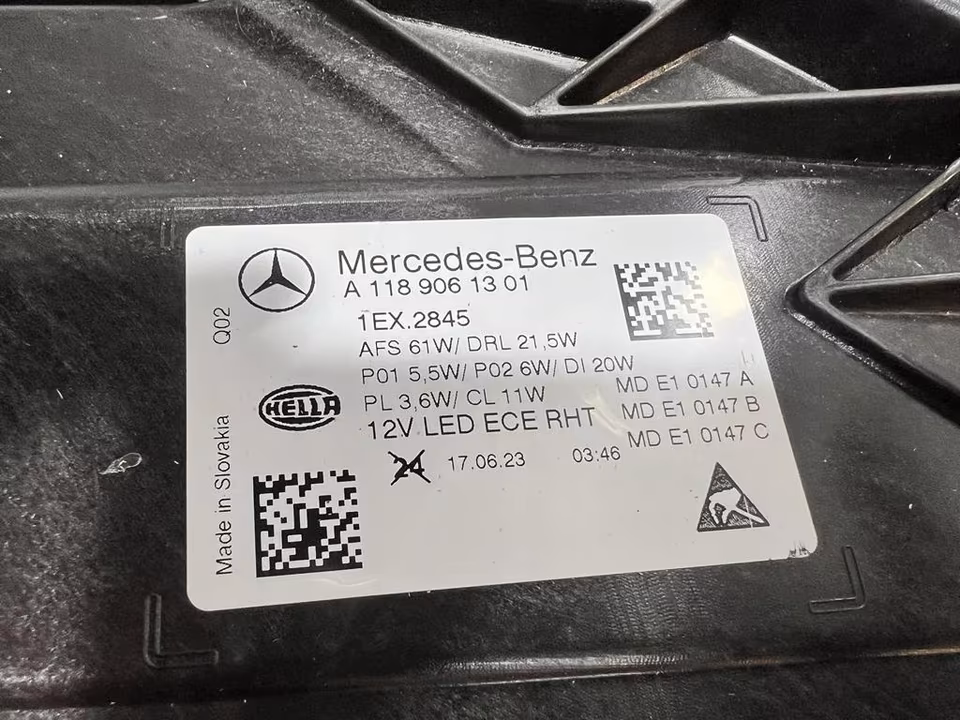 Mercedes-Benz
A 118 906 13 01
1EX.2845
AFS 61W/ DRL 21,5W
P01 5,5W/ P02 6W/ DI 20W
PL 3,6W/ CL 11W
12V LED ECE RHT
MD E1 0147 A
MD E1 0147 B
MD E1 0147 C
HELLA
24
17.06.23 03:46
Made in Slovakia
Q02